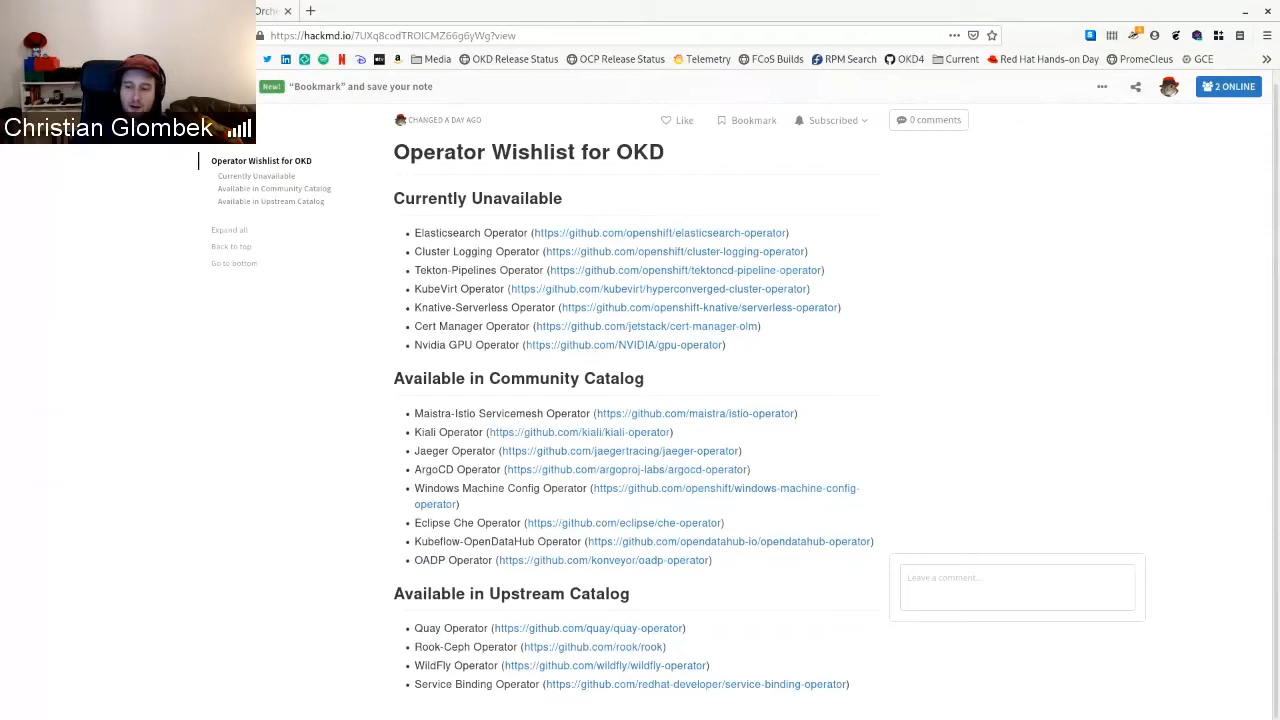 Orche
https://hackmd.io/7UXq8codTROlCMZ66g6yWg?view
Media
OKD Release Status
OCP Release Status
Telemetry
FCoS Builds
RPM Search
OKD4
Current
Red Hat Hands-on Day
PromeCleus
GCE
New!
“Bookmark” and save your note
2 ONLINE
Christian Glombek
CHANGED A DAY AGO
Like
Bookmark
Subscribed
0 comments
Operator Wishlist for OKD
Currently Unavailable
Available in Community Catalog
Available in Upstream Catalog
Expand all
Back to top
Go to bottom
Operator Wishlist for OKD
Currently Unavailable
• Elasticsearch Operator (https://github.com/openshift/elasticsearch-operator)
• Cluster Logging Operator (https://github.com/openshift/cluster-logging-operator)
• Tekton-Pipelines Operator (https://github.com/openshift/tektoncd-pipeline-operator)
• KubeVirt Operator (https://github.com/kubevirt/hyperconverged-cluster-operator)
• Knative-Serverless Operator (https://github.com/openshift-knative/serverless-operator)
• Cert Manager Operator (https://github.com/jetstack/cert-manager-olm)
• Nvidia GPU Operator (https://github.com/NVIDIA/gpu-operator)
Available in Community Catalog
• Maistra-Istio Servicemesh Operator (https://github.com/maistra/istio-operator)
• Kiali Operator (https://github.com/kiali/kiali-operator)
• Jaeger Operator (https://github.com/jaegertracing/jaeger-operator)
• ArgoCD Operator (https://github.com/argoproj-labs/argocd-operator)
• Windows Machine Config Operator (https://github.com/openshift/windows-machine-config-
operator)
• Eclipse Che Operator (https://github.com/eclipse/che-operator)
• Kubeflow-OpenDataHub Operator (https://github.com/opendatahub-io/opendatahub-operator)
• OADP Operator (https://github.com/konveyor/oadp-operator)
Available in Upstream Catalog
• Quay Operator (https://github.com/quay/quay-operator)
• Rook-Ceph Operator (https://github.com/rook/rook)
• WildFly Operator (https://github.com/wildfly/wildfly-operator)
• Service Binding Operator (https://github.com/redhat-developer/service-binding-operator)
Leave a comment...